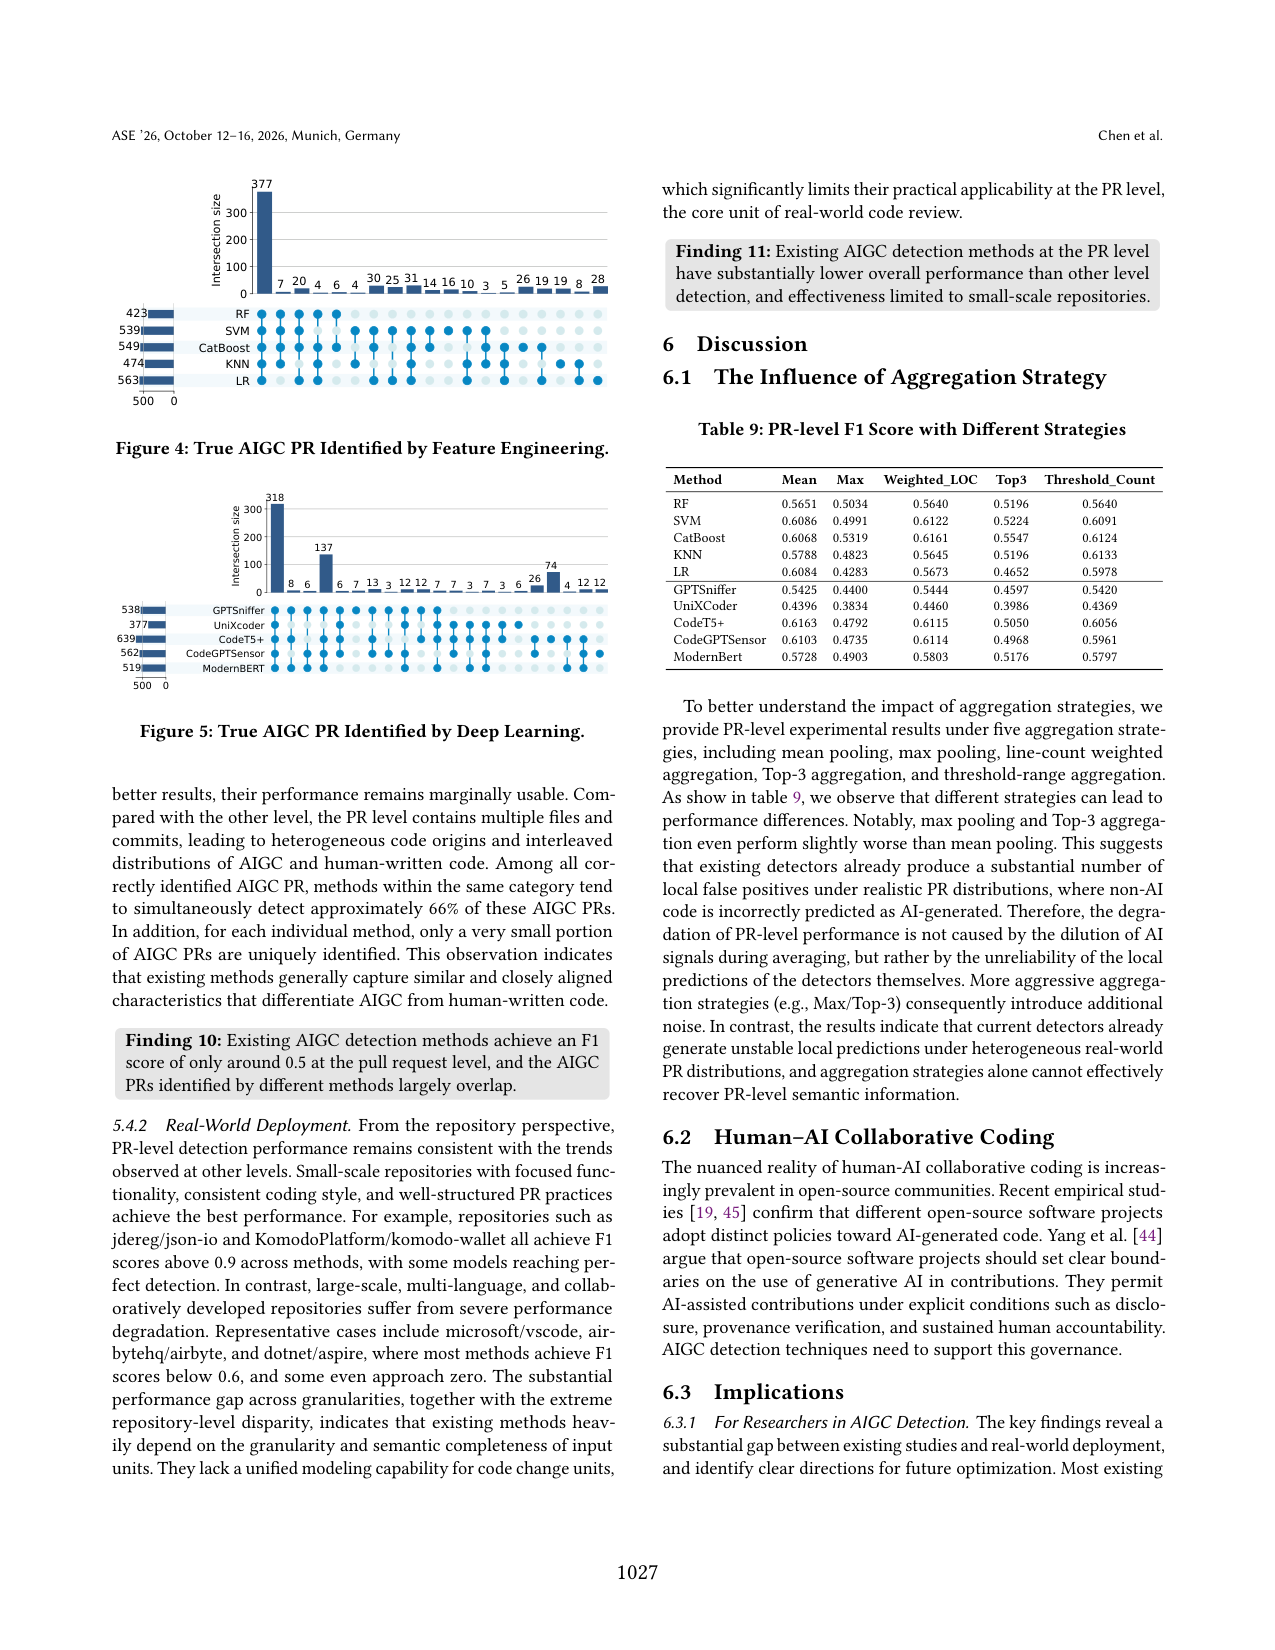 ASE ’26, October 12–16, 2026, Munich, Germany
Chen et al.
377
Intersection size
300
200
100
0
7 20 4 6 4 30 25 31 14 16 10 3 5 26 19 19 8 28
423 RF
539 SVM
549 CatBoost
474 KNN
563 LR
500 0
Figure 4: True AIGC PR Identified by Feature Engineering.
318
Intersection size
300
200
100
0
8 6 137 6 7 13 3 12 12 7 7 3 7 3 6 26 74 4 12 12
538 GPTSniffer
377 UniXcoder
639 CodeT5+
562 CodeGPTSensor
519 ModernBERT
500 0
Figure 5: True AIGC PR Identified by Deep Learning.
better results, their performance remains marginally usable. Com-
pared with the other level, the PR level contains multiple files and
commits, leading to heterogeneous code origins and interleaved
distributions of AIGC and human-written code. Among all cor-
rectly identified AIGC PR, methods within the same category tend
to simultaneously detect approximately 66% of these AIGC PRs.
In addition, for each individual method, only a very small portion
of AIGC PRs are uniquely identified. This observation indicates
that existing methods generally capture similar and closely aligned
characteristics that differentiate AIGC from human-written code.
Finding 10: Existing AIGC detection methods achieve an F1
score of only around 0.5 at the pull request level, and the AIGC
PRs identified by different methods largely overlap.
5.4.2 Real-World Deployment. From the repository perspective,
PR-level detection performance remains consistent with the trends
observed at other levels. Small-scale repositories with focused func-
tionality, consistent coding style, and well-structured PR practices
achieve the best performance. For example, repositories such as
jdereg/json-io and KomodoPlatform/komodo-wallet all achieve F1
scores above 0.9 across methods, with some models reaching per-
fect detection. In contrast, large-scale, multi-language, and collab-
oratively developed repositories suffer from severe performance
degradation. Representative cases include microsoft/vscode, air-
bytehq/airbyte, and dotnet/aspire, where most methods achieve F1
scores below 0.6, and some even approach zero. The substantial
performance gap across granularities, together with the extreme
repository-level disparity, indicates that existing methods heav-
ily depend on the granularity and semantic completeness of input
units. They lack a unified modeling capability for code change units,
which significantly limits their practical applicability at the PR level,
the core unit of real-world code review.
Finding 11: Existing AIGC detection methods at the PR level
have substantially lower overall performance than other level
detection, and effectiveness limited to small-scale repositories.
6 Discussion
6.1 The Influence of Aggregation Strategy
Table 9: PR-level F1 Score with Different Strategies
Method Mean Max Weighted_LOC Top3 Threshold_Count
RF 0.5651 0.5034 0.5640 0.5196 0.5640
SVM 0.6086 0.4991 0.6122 0.5224 0.6091
CatBoost 0.6068 0.5319 0.6161 0.5547 0.6124
KNN 0.5788 0.4823 0.5645 0.5196 0.6133
LR 0.6084 0.4283 0.5673 0.4652 0.5978
GPTSniffer 0.5425 0.4400 0.5444 0.4597 0.5420
UniXCoder 0.4396 0.3834 0.4460 0.3986 0.4369
CodeT5+ 0.6163 0.4792 0.6115 0.5050 0.6056
CodeGPTSensor 0.6103 0.4735 0.6114 0.4968 0.5961
ModernBert 0.5728 0.4903 0.5803 0.5176 0.5797
To better understand the impact of aggregation strategies, we
provide PR-level experimental results under five aggregation strate-
gies, including mean pooling, max pooling, line-count weighted
aggregation, Top-3 aggregation, and threshold-range aggregation.
As show in table 9, we observe that different strategies can lead to
performance differences. Notably, max pooling and Top-3 aggrega-
tion even perform slightly worse than mean pooling. This suggests
that existing detectors already produce a substantial number of
local false positives under realistic PR distributions, where non-AI
code is incorrectly predicted as AI-generated. Therefore, the degra-
dation of PR-level performance is not caused by the dilution of AI
signals during averaging, but rather by the unreliability of the local
predictions of the detectors themselves. More aggressive aggrega-
tion strategies (e.g., Max/Top-3) consequently introduce additional
noise. In contrast, the results indicate that current detectors already
generate unstable local predictions under heterogeneous real-world
PR distributions, and aggregation strategies alone cannot effectively
recover PR-level semantic information.
6.2 Human–AI Collaborative Coding
The nuanced reality of human-AI collaborative coding is increas-
ingly prevalent in open-source communities. Recent empirical stud-
ies [19, 45] confirm that different open-source software projects
adopt distinct policies toward AI-generated code. Yang et al. [44]
argue that open-source software projects should set clear bound-
aries on the use of generative AI in contributions. They permit
AI-assisted contributions under explicit conditions such as disclo-
sure, provenance verification, and sustained human accountability.
AIGC detection techniques need to support this governance.
6.3 Implications
6.3.1 For Researchers in AIGC Detection. The key findings reveal a
substantial gap between existing studies and real-world deployment,
and identify clear directions for future optimization. Most existing
1027